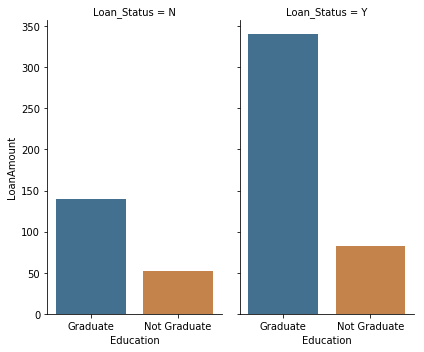 Loan_Status = N
Loan_Status = Y
350
300
250
200
150
100
50
0
LoanAmount
Graduate
Not Graduate
Graduate
Not Graduate
Education
Education